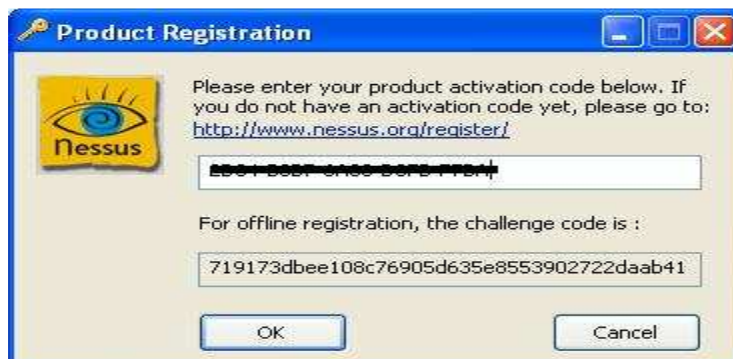 Product Registration
Nessus
Please enter your product activation code below. If
you do not have an activation code yet, please go to:
http://www.nessus.org/register/
For offline registration, the challenge code is :
719173dbee108c76905d635e8553902722daab41
OK
Cancel